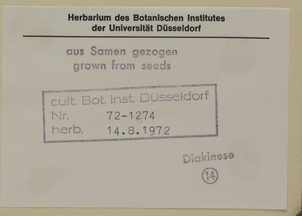 Herbarium des Botanischen Institutes
der Universität Düsseldorf
aus Samen gezogen
grown from seeds
cult. Bot. Inst. Düsseldorf
Nr. 72-1274
herb. 14.8.1972
Diakinese
14